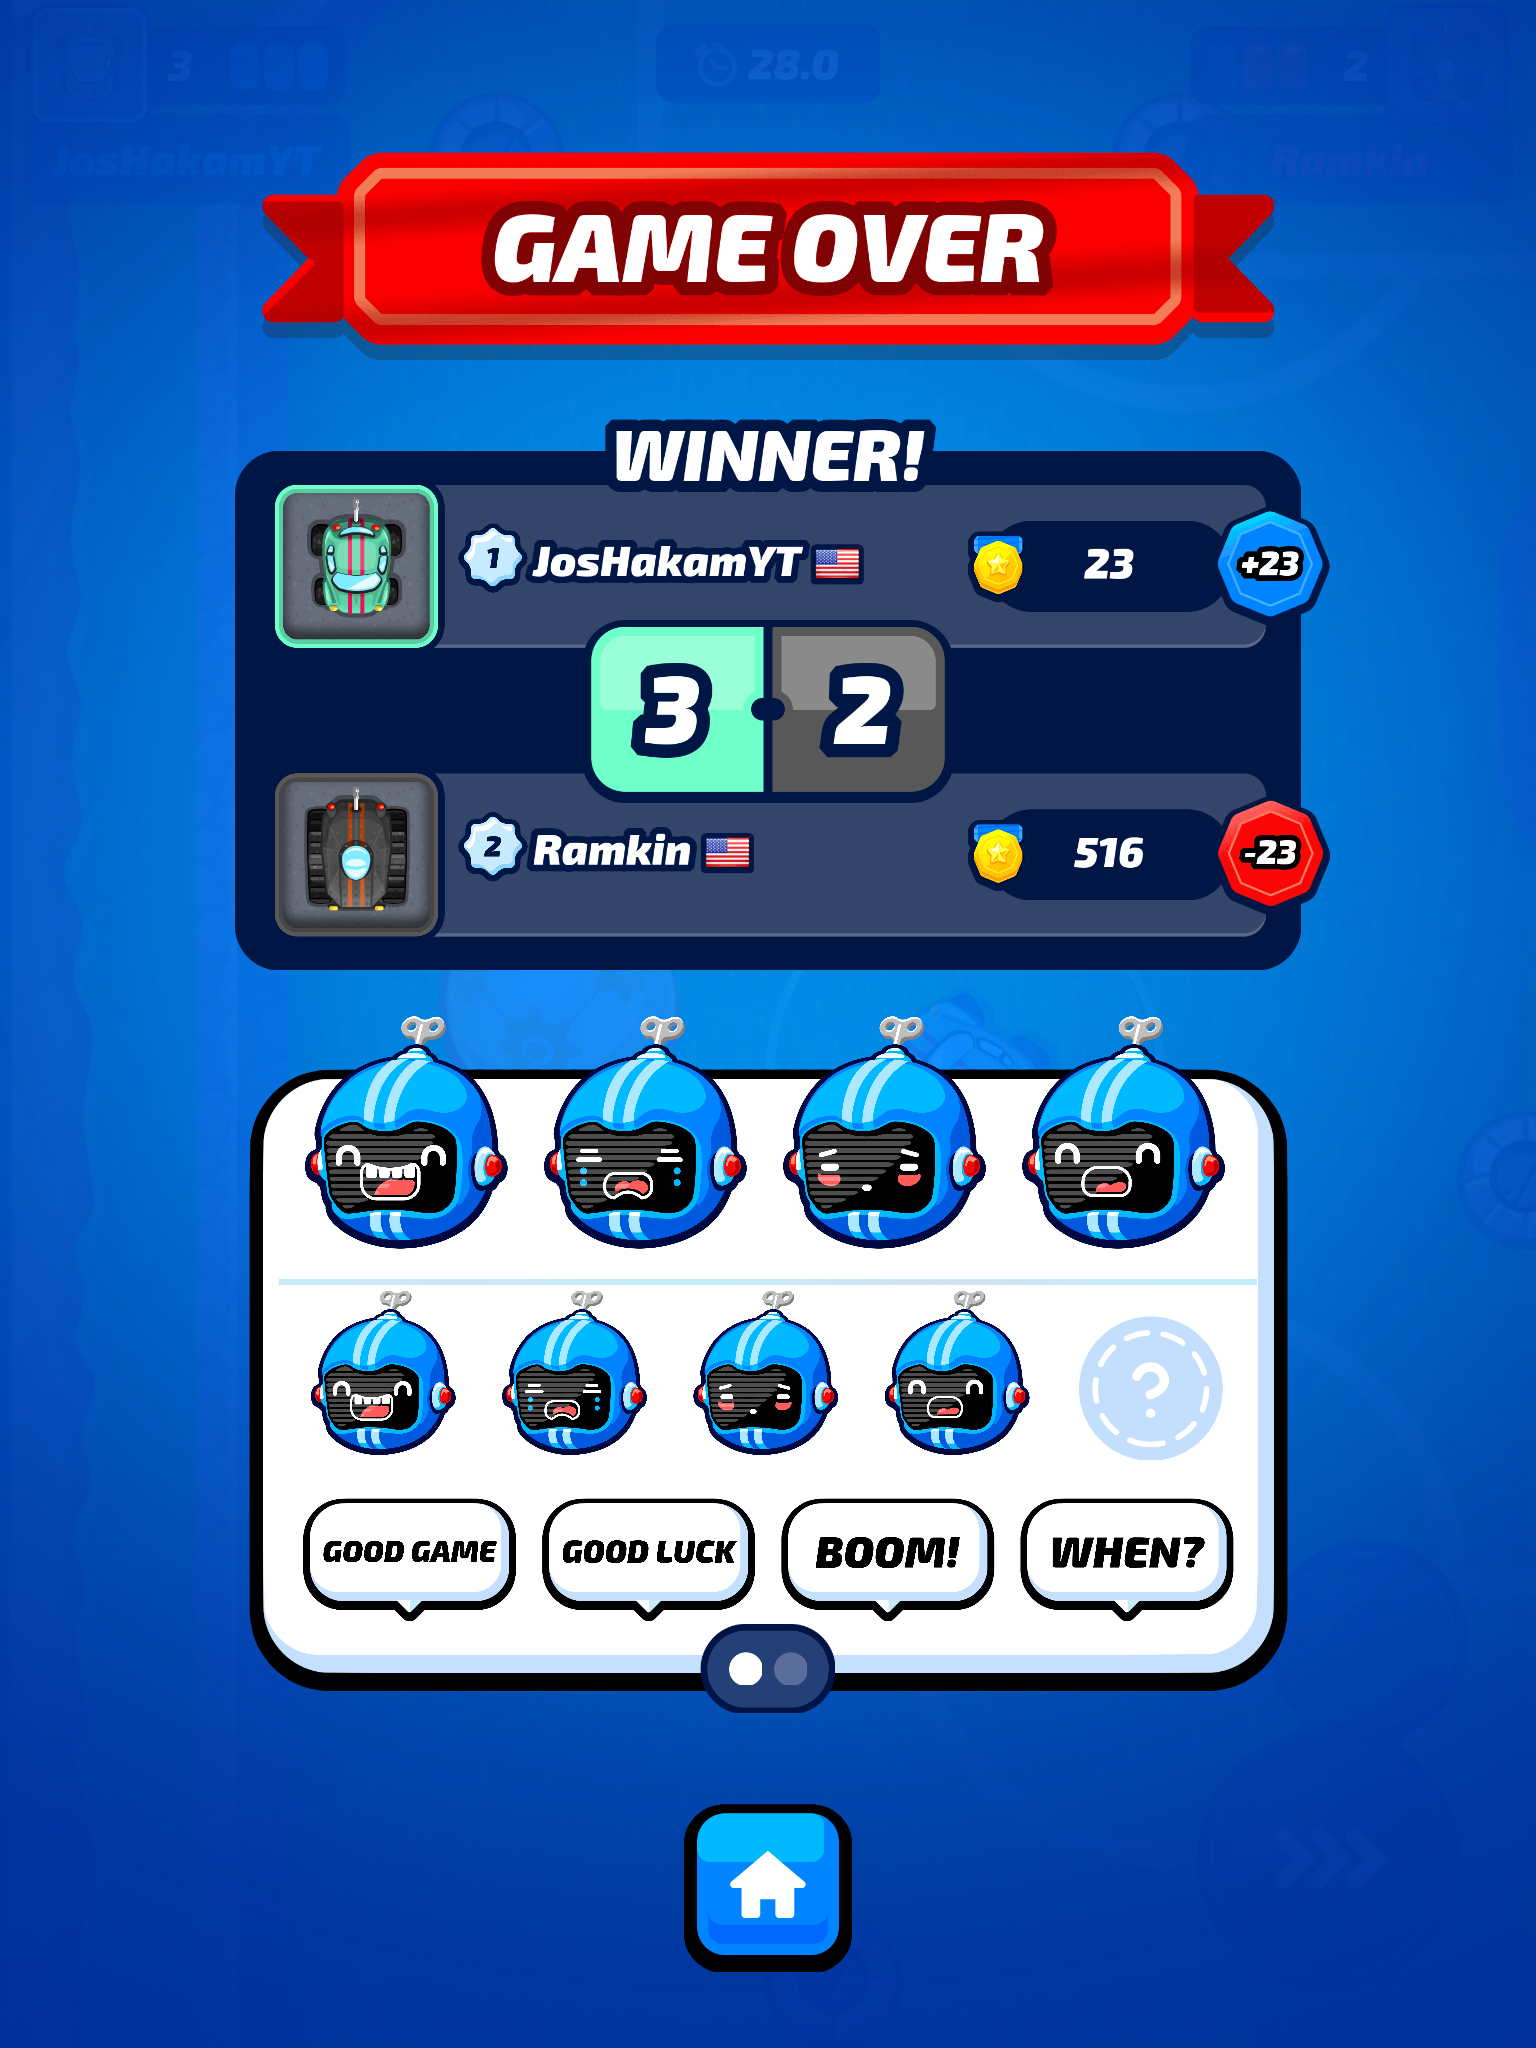 3
28.0
2
JosHakamYT
Ramkin
GAME OVER
WINNER!
1 JosHakamYT
23
+23
3
2
2 Ramkin
516
-23
?
GOOD GAME
GOOD LUCK
BOOM!
WHEN?